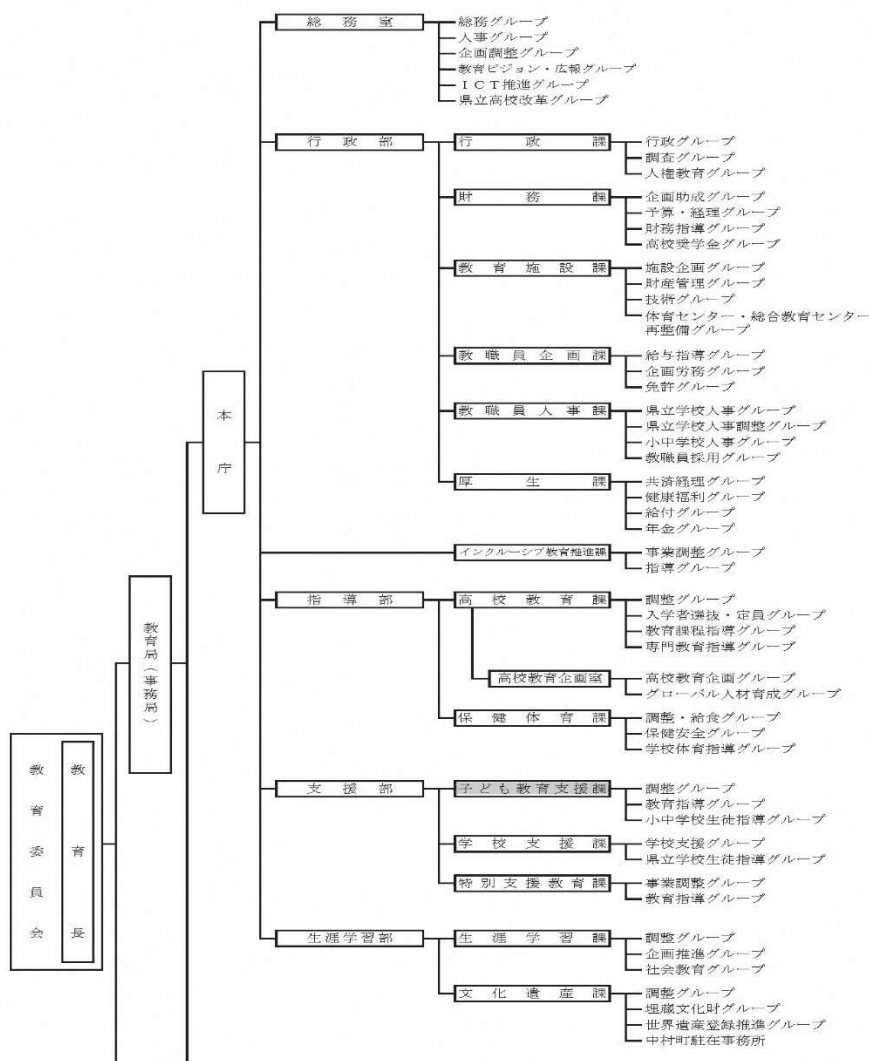 総務室
総務グループ
人事グループ
企画調整グループ
教育ビジョン・広報グループ
ＩＣＴ推進グループ
県立高校改革グループ
行政部
行政課
行政グループ
調査グループ
人権教育グループ
財務課
企画助成グループ
予算・経理グループ
財務指導グループ
高校奨学金グループ
教育施設課
施設企画グループ
財産管理グループ
技術グループ
体育センター・総合教育センター
再整備グループ
教職員企画課
給与指導グループ
企画労務グループ
免許グループ
教職員人事課
県立学校人事グループ
県立学校人事調整グループ
小中学校人事グループ
教職員採用グループ
厚生課
共済経理グループ
健康福利グループ
給付グループ
年金グループ
本庁
インクルーシブ教育推進課
事業調整グループ
指導グループ
指導部
高校教育課
調整グループ
入学者選抜・定員グループ
教育課程指導グループ
専門教育指導グループ
高校教育企画室
高校教育企画グループ
グローバル人材育成グループ
保健体育課
調整・給食グループ
保健安全グループ
学校体育指導グループ
教育局（事務局）
教育委員会
教育長
支援部
子ども教育支援課
調整グループ
教育指導グループ
小中学校生徒指導グループ
学校支援課
学校支援グループ
県立学校生徒指導グループ
特別支援教育課
事業調整グループ
教育指導グループ
生涯学習部
生涯学習課
調整グループ
企画推進グループ
社会教育グループ
文化遺産課
調整グループ
埋蔵文化財グループ
世界遺産登録推進グループ
中村町駐在事務所